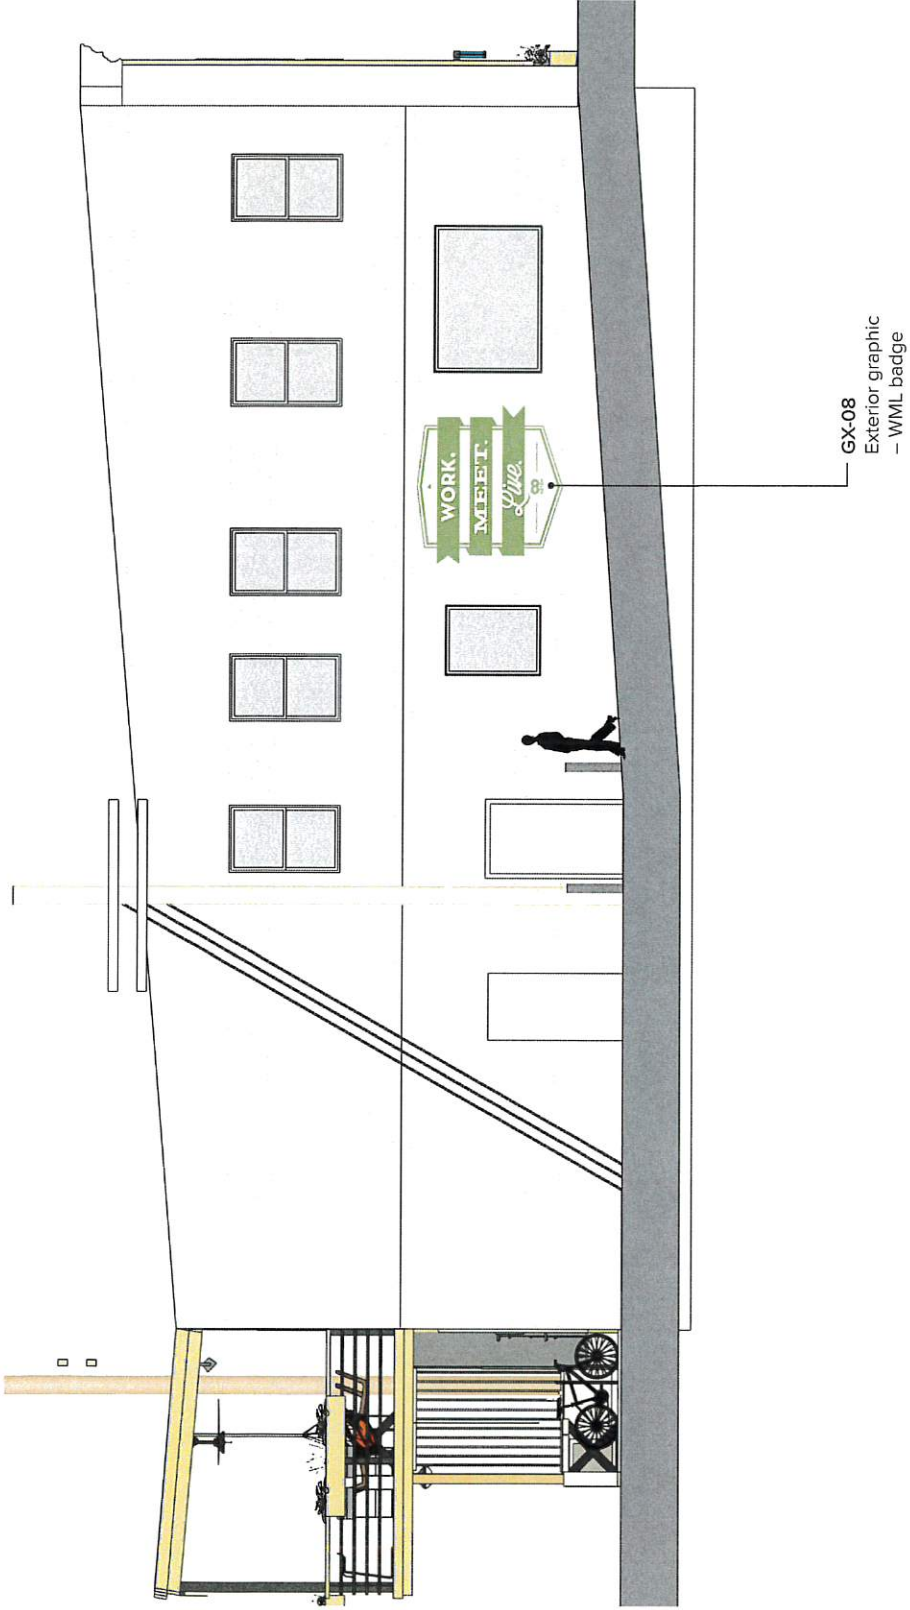 WORK.
MEET.
Live.
GX-08
Exterior graphic
– WML badge